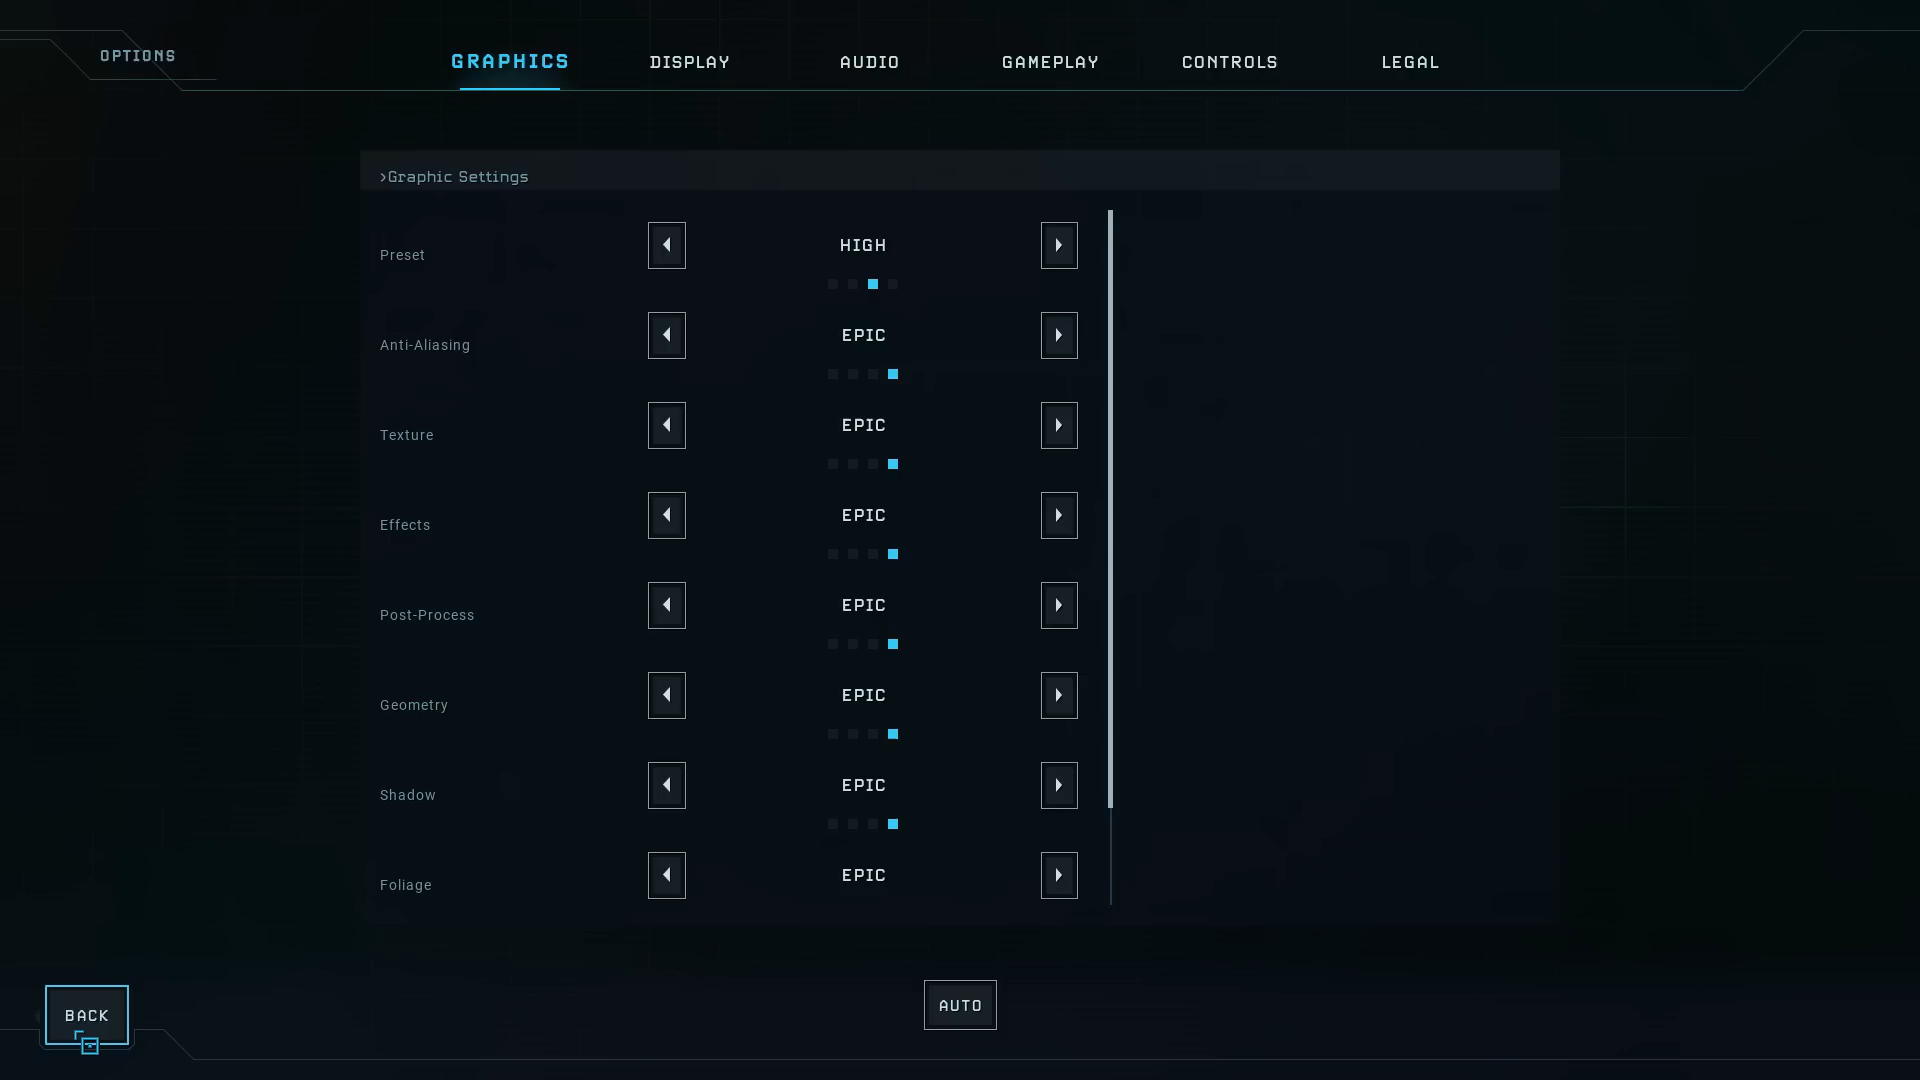 OPTIONS
GRAPHICS
DISPLAY
AUDIO
GAMEPLAY
CONTROLS
LEGAL
›Graphic Settings
Preset
HIGH
Anti-Aliasing
EPIC
Texture
EPIC
Effects
EPIC
Post-Process
EPIC
Geometry
EPIC
Shadow
EPIC
Foliage
EPIC
BACK
AUTO